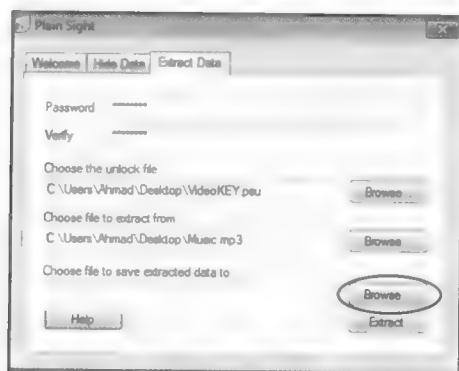 Plain Sight
Welcome Hide Data Extract Data
Password ********
Verify ********
Choose the unlock file
C:\Users\Ahmad\Desktop\VideoKEY.psu Browse...
Choose file to extract from
C:\Users\Ahmad\Desktop\Music.mp3 Browse
Choose file to save extracted data to
Browse
Help Extract